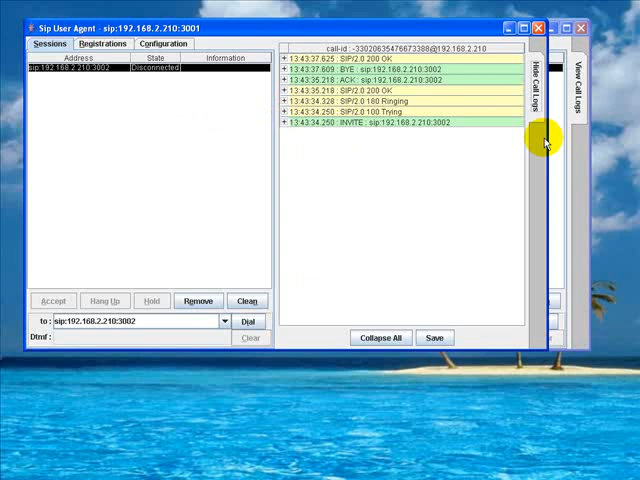 Sip User Agent - sip:192.168.2.210:3001
Sessions Registrations Configuration
Address State Information
sip:192.168.2.210:3002 Disconnected
call-id : -33020635476673388@192.168.2.210
+ 13:43:37.625 : SIP/2.0 200 OK
+ 13:43:37.609 : BYE : sip:192.168.2.210:3002
+ 13:43:35.218 : ACK : sip:192.168.2.210:3002
+ 13:43:35.218 : SIP/2.0 200 OK
+ 13:43:34.328 : SIP/2.0 180 Ringing
+ 13:43:34.250 : SIP/2.0 100 Trying
+ 13:43:34.250 : INVITE : sip:192.168.2.210:3002
Hide Call Logs
View Call Logs
Accept Hang Up Hold Remove Clean
to : sip:192.168.2.210:3002 Dial
Dtmf : Clear
Collapse All Save